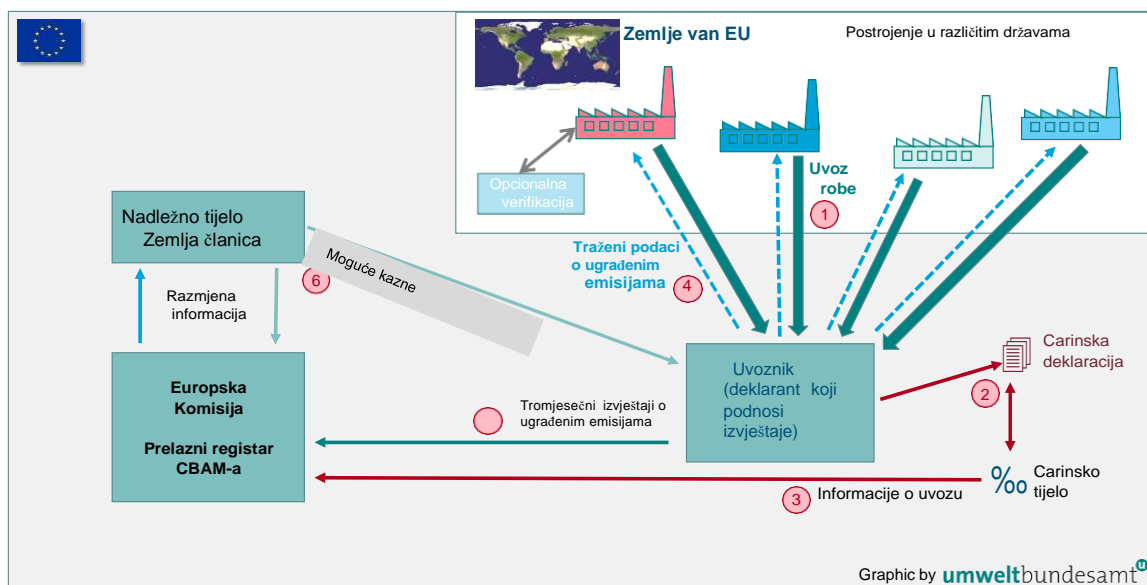 Zemlje van EU
Postrojenje u različitim državama
Opcionalna
verifikacija
Uvoz
robe
1
Nadležno tijelo
Zemlja članica
Moguće kazne
6
Traženi podaci
o ugrađenim
emisijama
4
Razmjena
informacija
Europska
Komisija
Prelazni registar
CBAM-a
Tromjesečni izvještaji o
ugrađenim emisijama
Uvoznik
(deklarant koji
podnosi
izvještaje)
Carinska
deklaracija
2
‰
Carinsko
tijelo
3
Informacije o uvozu
Graphic by umweltbundesamt